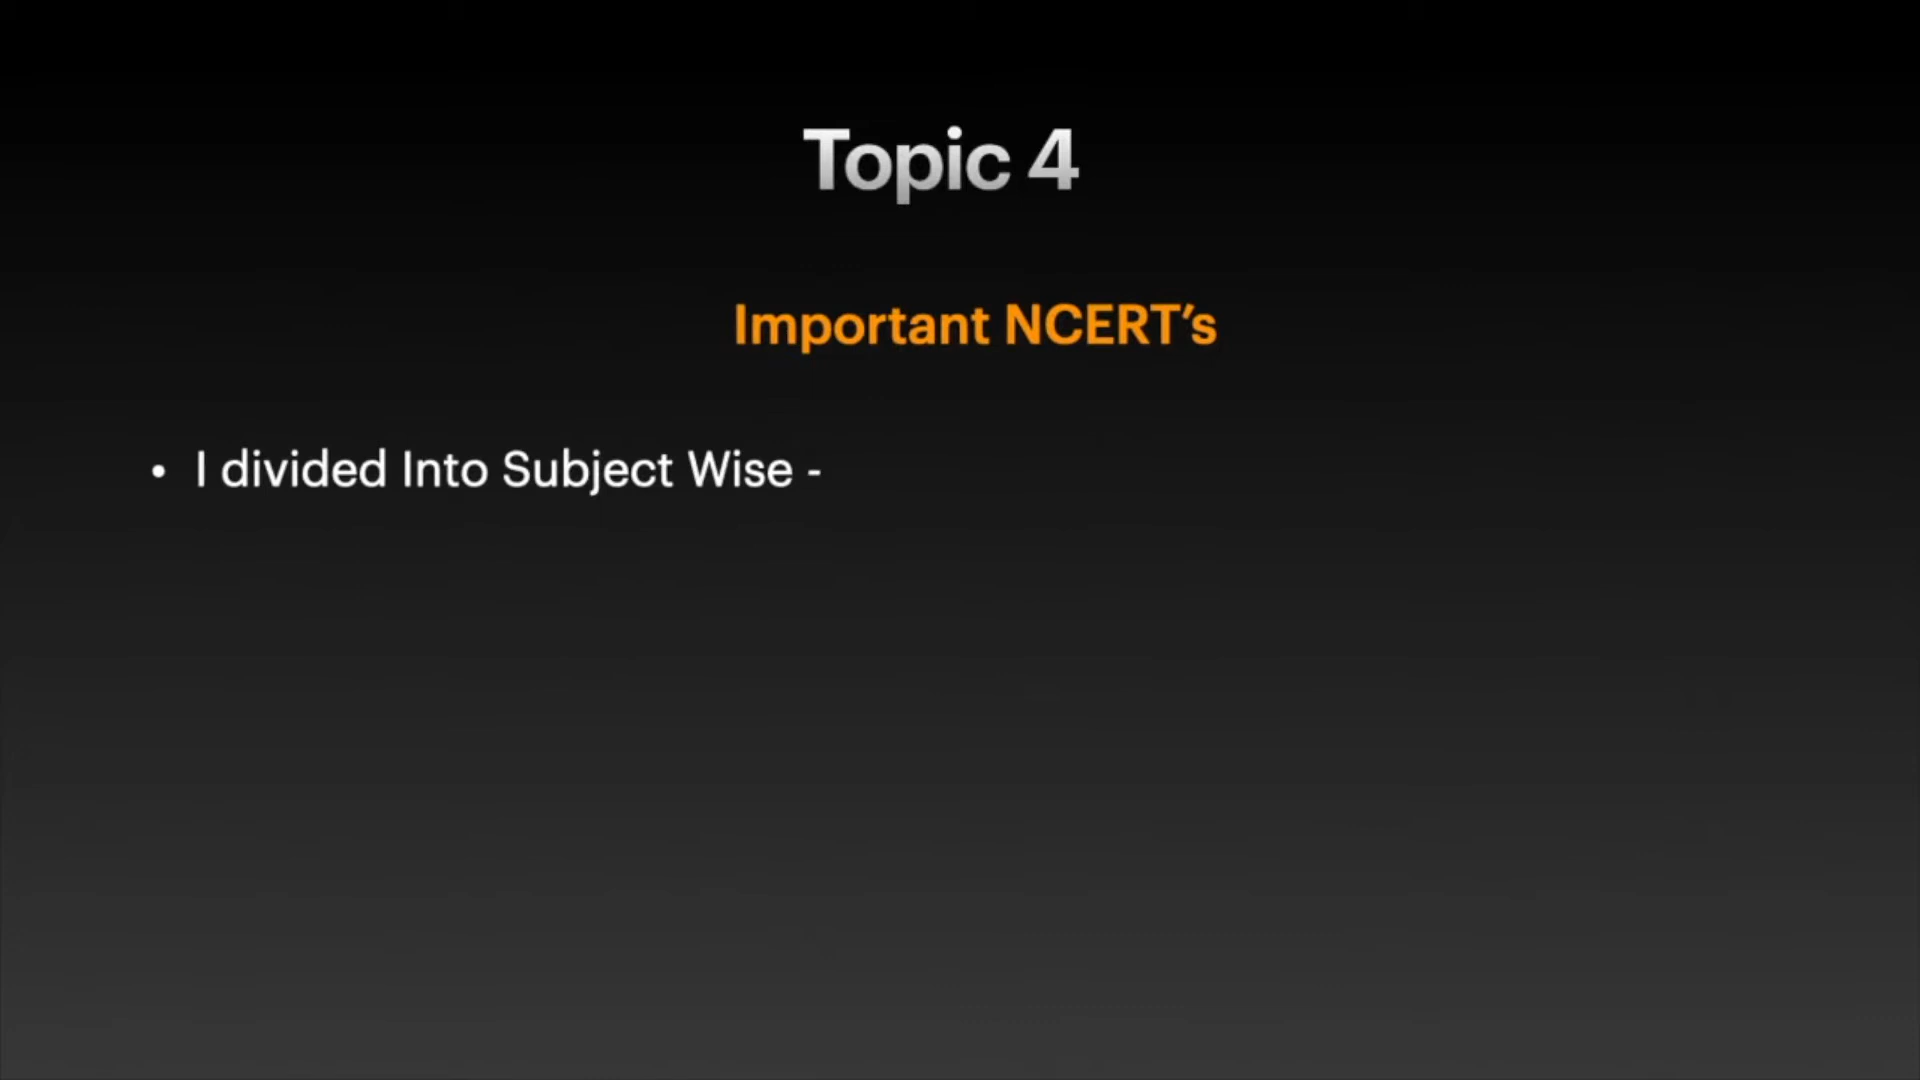 Topic 4
Important NCERT’s
• I divided Into Subject Wise -